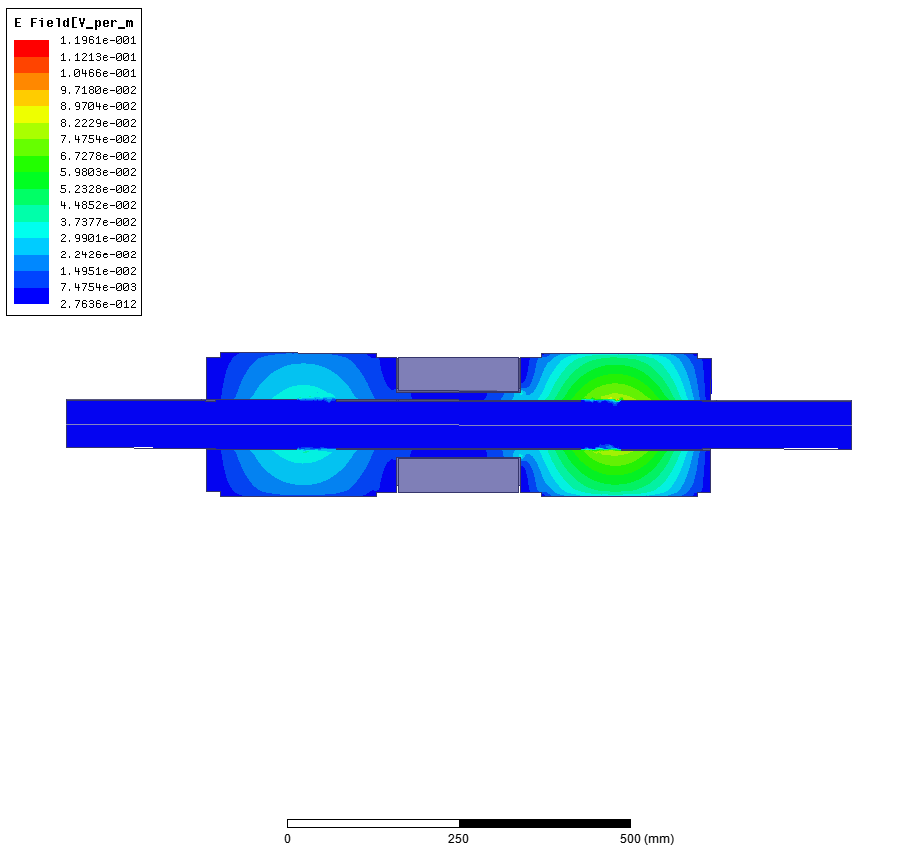 E Field[V_per_m
1.1961e-001
1.1213e-001
1.0466e-001
9.7180e-002
8.9704e-002
8.2229e-002
7.4754e-002
6.7278e-002
5.9803e-002
5.2328e-002
4.4852e-002
3.7377e-002
2.9901e-002
2.2426e-002
1.4951e-002
7.4754e-003
2.7636e-012
0 250 500 (mm)